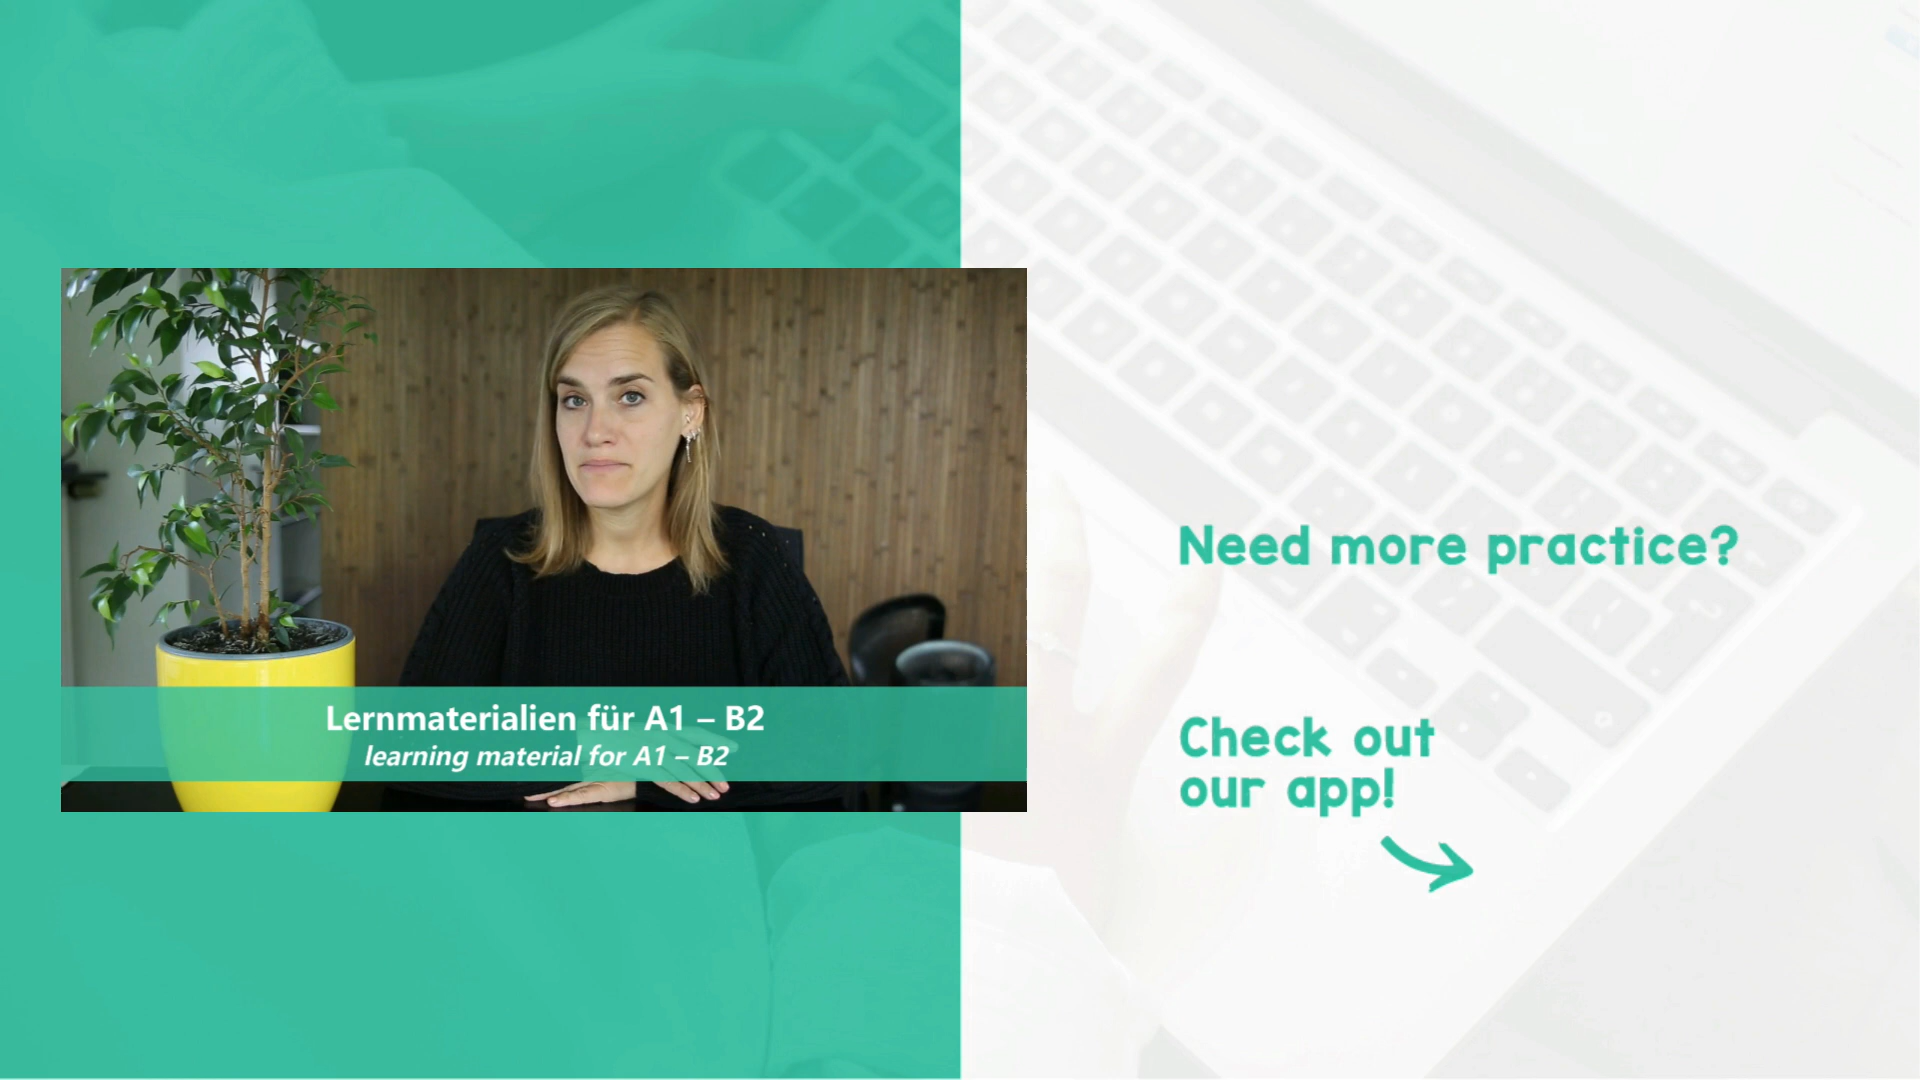 Lernmaterialien für A1 – B2
learning material for A1 – B2
Need more practice?
Check out
our app!